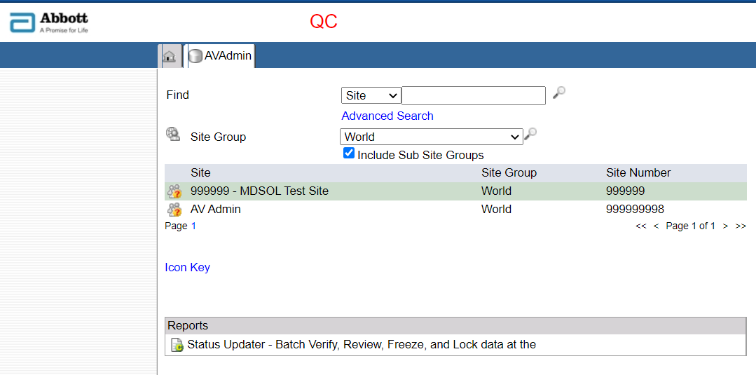 Abbott
A Promise for Life
QC
AVAdmin
Find
Site
Advanced Search
Site Group
World
Include Sub Site Groups
Site Site Group Site Number
999999 - MDSOL Test Site World 999999
AV Admin World 999999998
Page 1 << < Page 1 of 1 > >>
Icon Key
Reports
Status Updater - Batch Verify, Review, Freeze, and Lock data at the